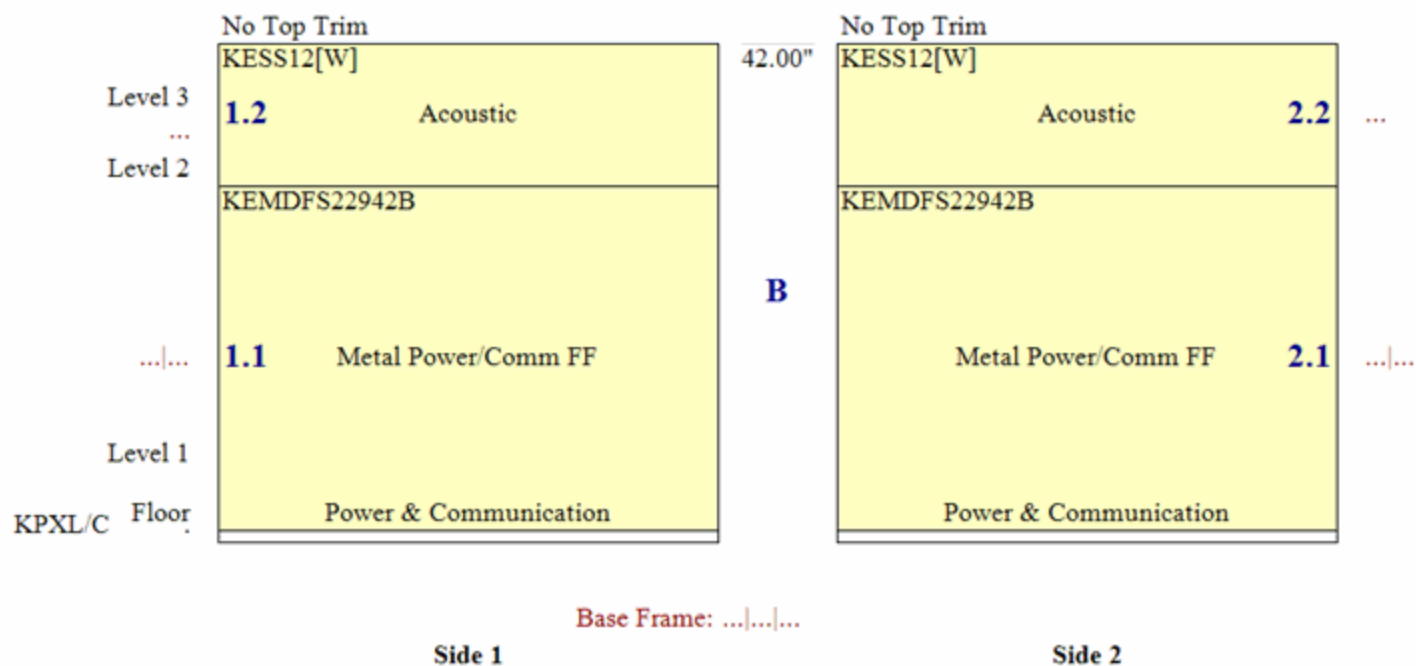 No Top Trim
No Top Trim
KESS12[W]
42.00"
KESS12[W]
Level 3
1.2
Acoustic
Acoustic
2.2
...
...
Level 2
KEMDFS22942B
KEMDFS22942B
B
...|...
1.1
Metal Power/Comm FF
Metal Power/Comm FF
2.1
...|...
Level 1
KPXL/C
Floor
.
Power & Communication
Power & Communication
Base Frame: ...|...|...
Side 1
Side 2